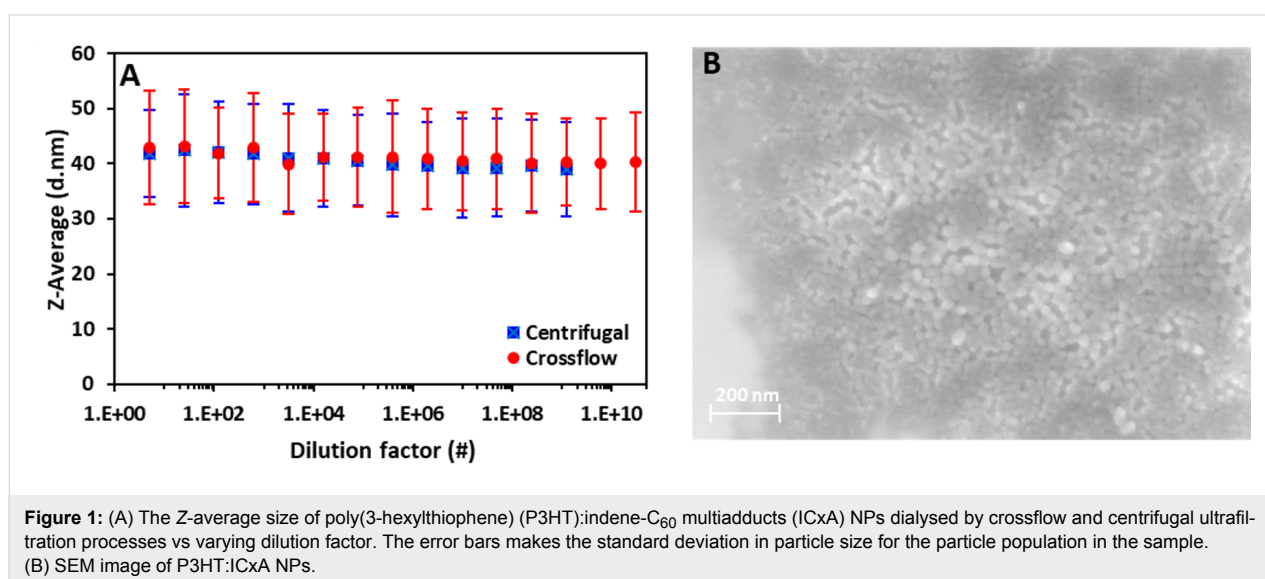 A
Z-Average (d.nm)
60
50
40
30
20
10
0
Centrifugal
Crossflow
1.E+00 1.E+02 1.E+04 1.E+06 1.E+08 1.E+10
Dilution factor (#)
B
200 nm
Figure 1: (A) The Z-average size of poly(3-hexylthiophene) (P3HT):indene-C60 multiadducts (ICxA) NPs dialysed by crossflow and centrifugal ultrafil-
tration processes vs varying dilution factor. The error bars makes the standard deviation in particle size for the particle population in the sample.
(B) SEM image of P3HT:ICxA NPs.